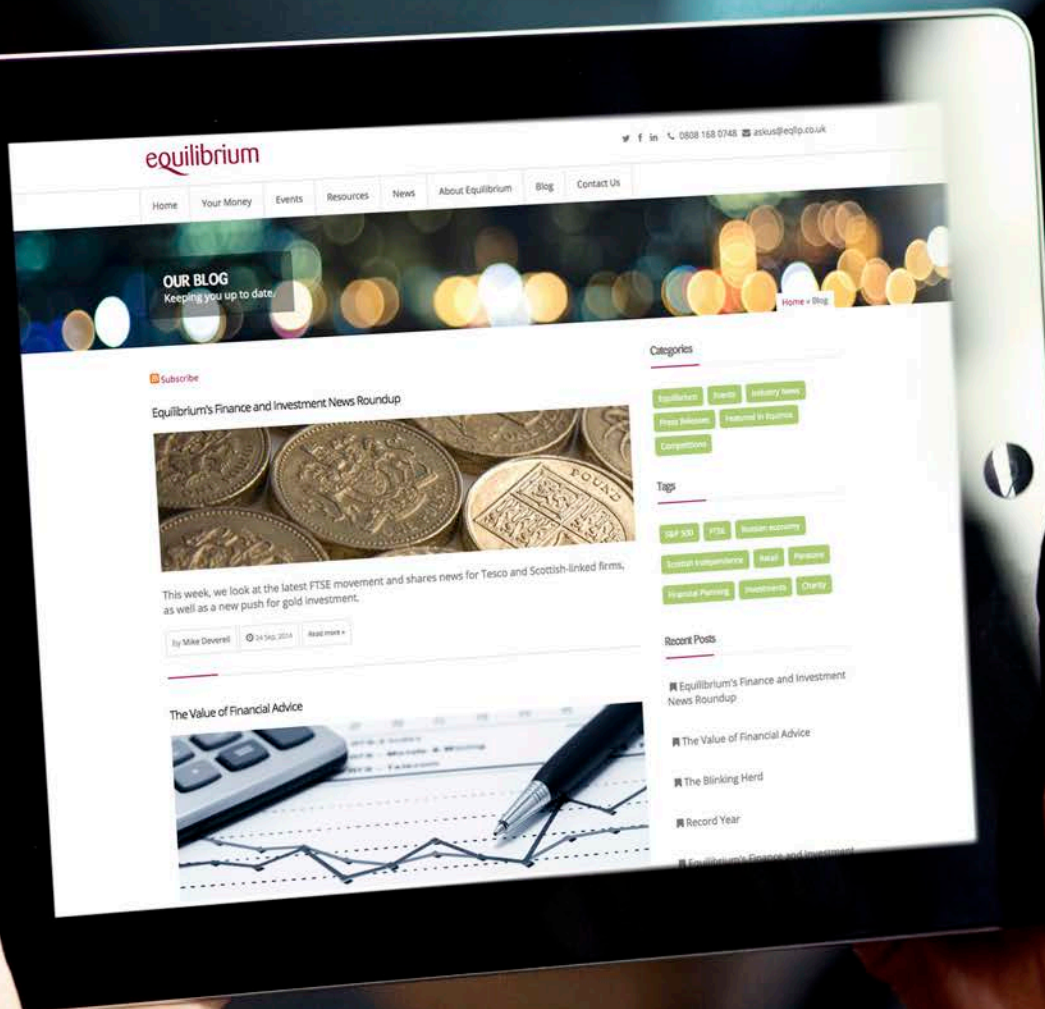 equilibrium
0808 168 0748 askus@eqllp.co.uk
Home Your Money Events Resources News About Equilibrium Blog Contact Us
OUR BLOG
Keeping you up to date.
Home » Blog
Subscribe
Equilibrium's Finance and Investment News Roundup
POUND
This week, we look at the latest FTSE movement and shares news for Tesco and Scottish-linked firms,
as well as a new push for gold investment.
by Mike Deverell 24 Sep, 2014 Read more »
The Value of Financial Advice
Categories
Equilibrium Events Industry News
Press Releases Featured in Equinox
Competitions
Tags
S&P 500 FTSE Russian economy
Scottish Independence Retail Pensions
Financial Planning Investments Charity
Recent Posts
Equilibrium's Finance and Investment
News Roundup
The Value of Financial Advice
The Blinking Herd
Record Year
Equilibrium's Finance and Investment